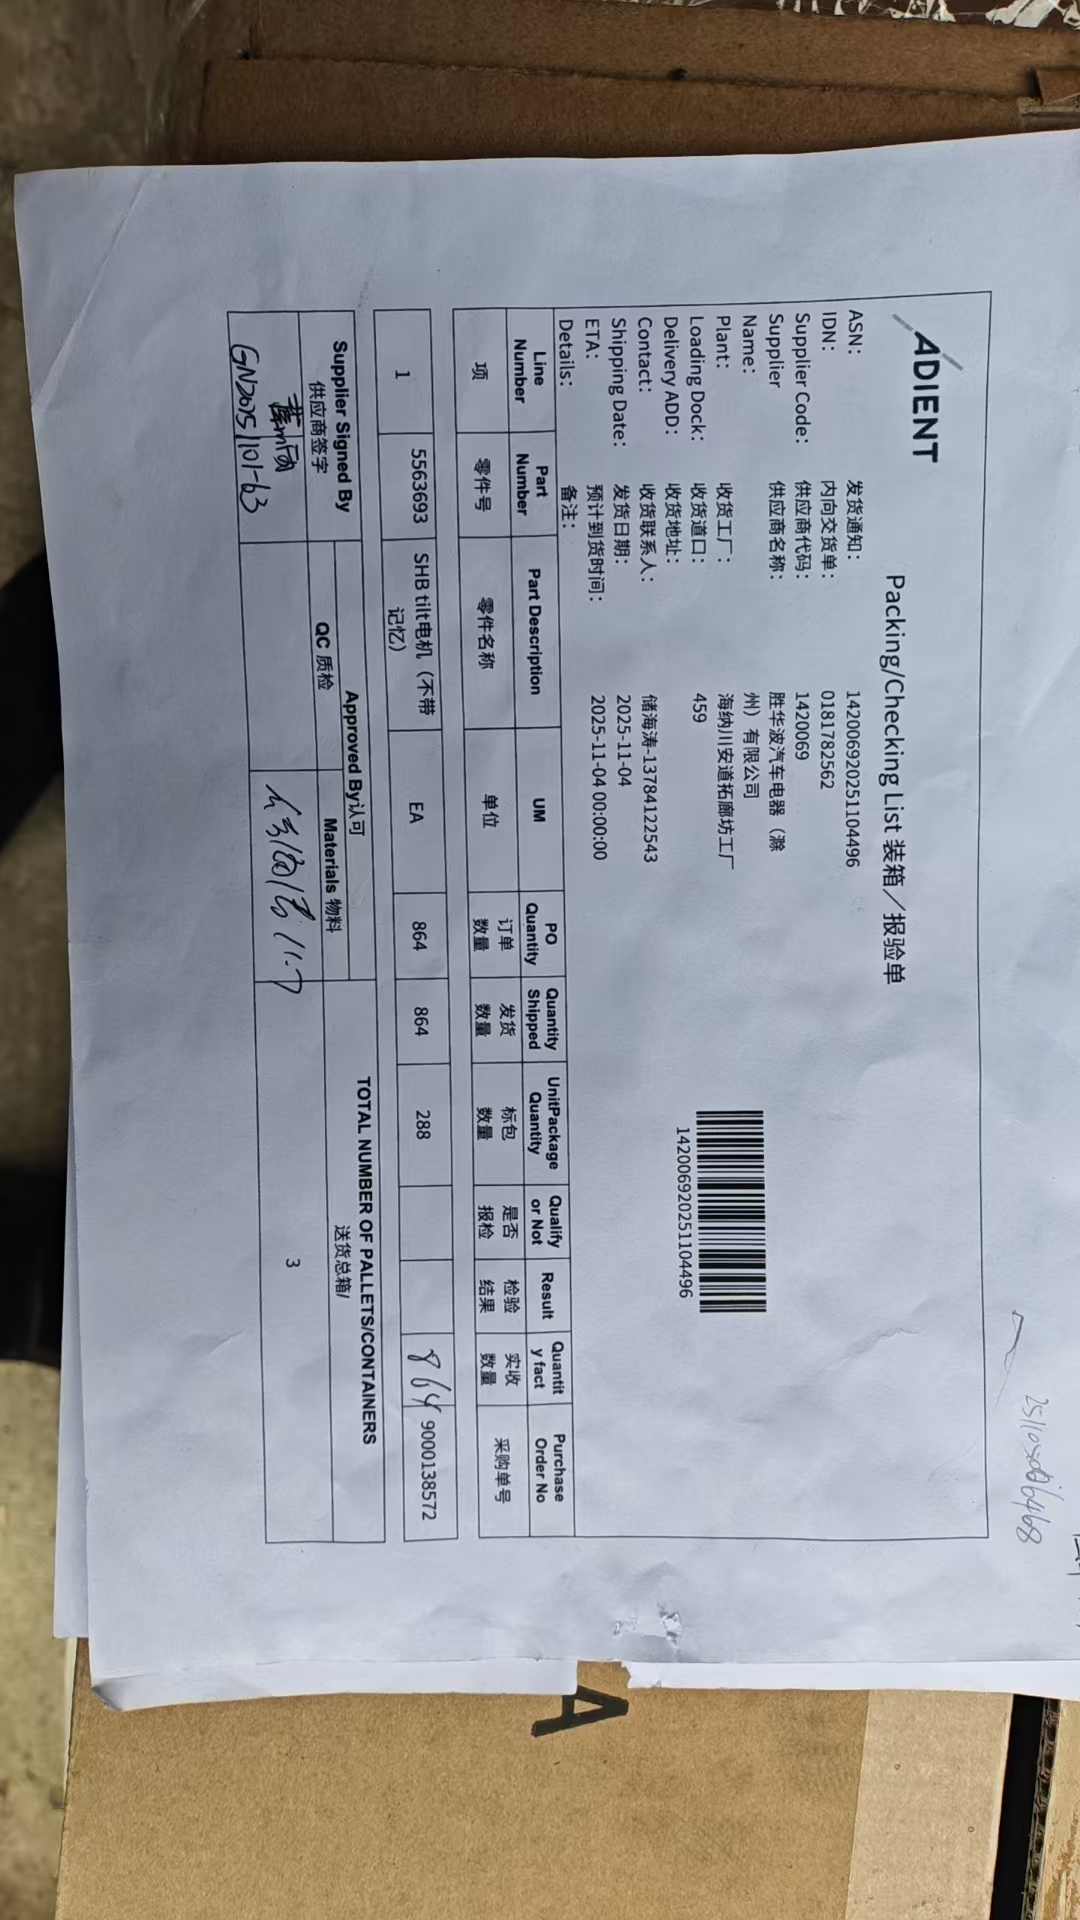 ADIENT
Packing/Checking List 装箱／报验单
ASN: 发货通知: 142006920251104496
IDN: 内向交货单: 0181782562
Supplier Code: 供应商代码: 1420069
Supplier 供应商名称: 胜华波汽车电器（滁
Name: 州）有限公司
Plant: 收货工厂: 海纳川安道拓廊坊工厂
Loading Dock: 收货道口: 459
Delivery ADD: 收货地址:
Contact: 收货联系人: 储海涛-13784122543
Shipping Date: 发货日期: 2025-11-04
ETA: 预计到货时间: 2025-11-04 00:00:00
Details: 备注:
142006920251104496
Line Part Part Description UM PO Quantity UnitPackage Qualify Result Quantit Purchase
Number Number Quantity Shipped Quantity or Not y fact Order No
项 零件号 零件名称 单位 订单 发货 标包 是否 检验 实收 采购单号
数量 数量 数量 报检 结果 数量
1 5563693 SHB tilt电机（不带 EA 864 864 288 864 9000138572
记忆）
Supplier Signed By Approved By认可 TOTAL NUMBER OF PALLETS/CONTAINERS
供应商签字 QC 质检 Materials 物料 送货总箱/
11.7 3
GN20251101-63
A